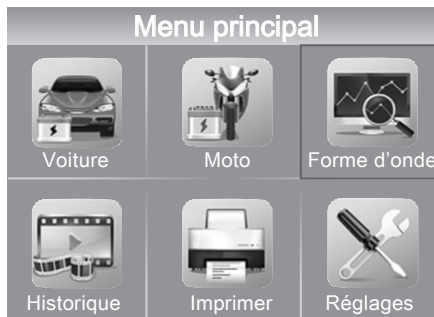 Menu principal
Voiture Moto Forme d'onde
Historique Imprimer Réglages